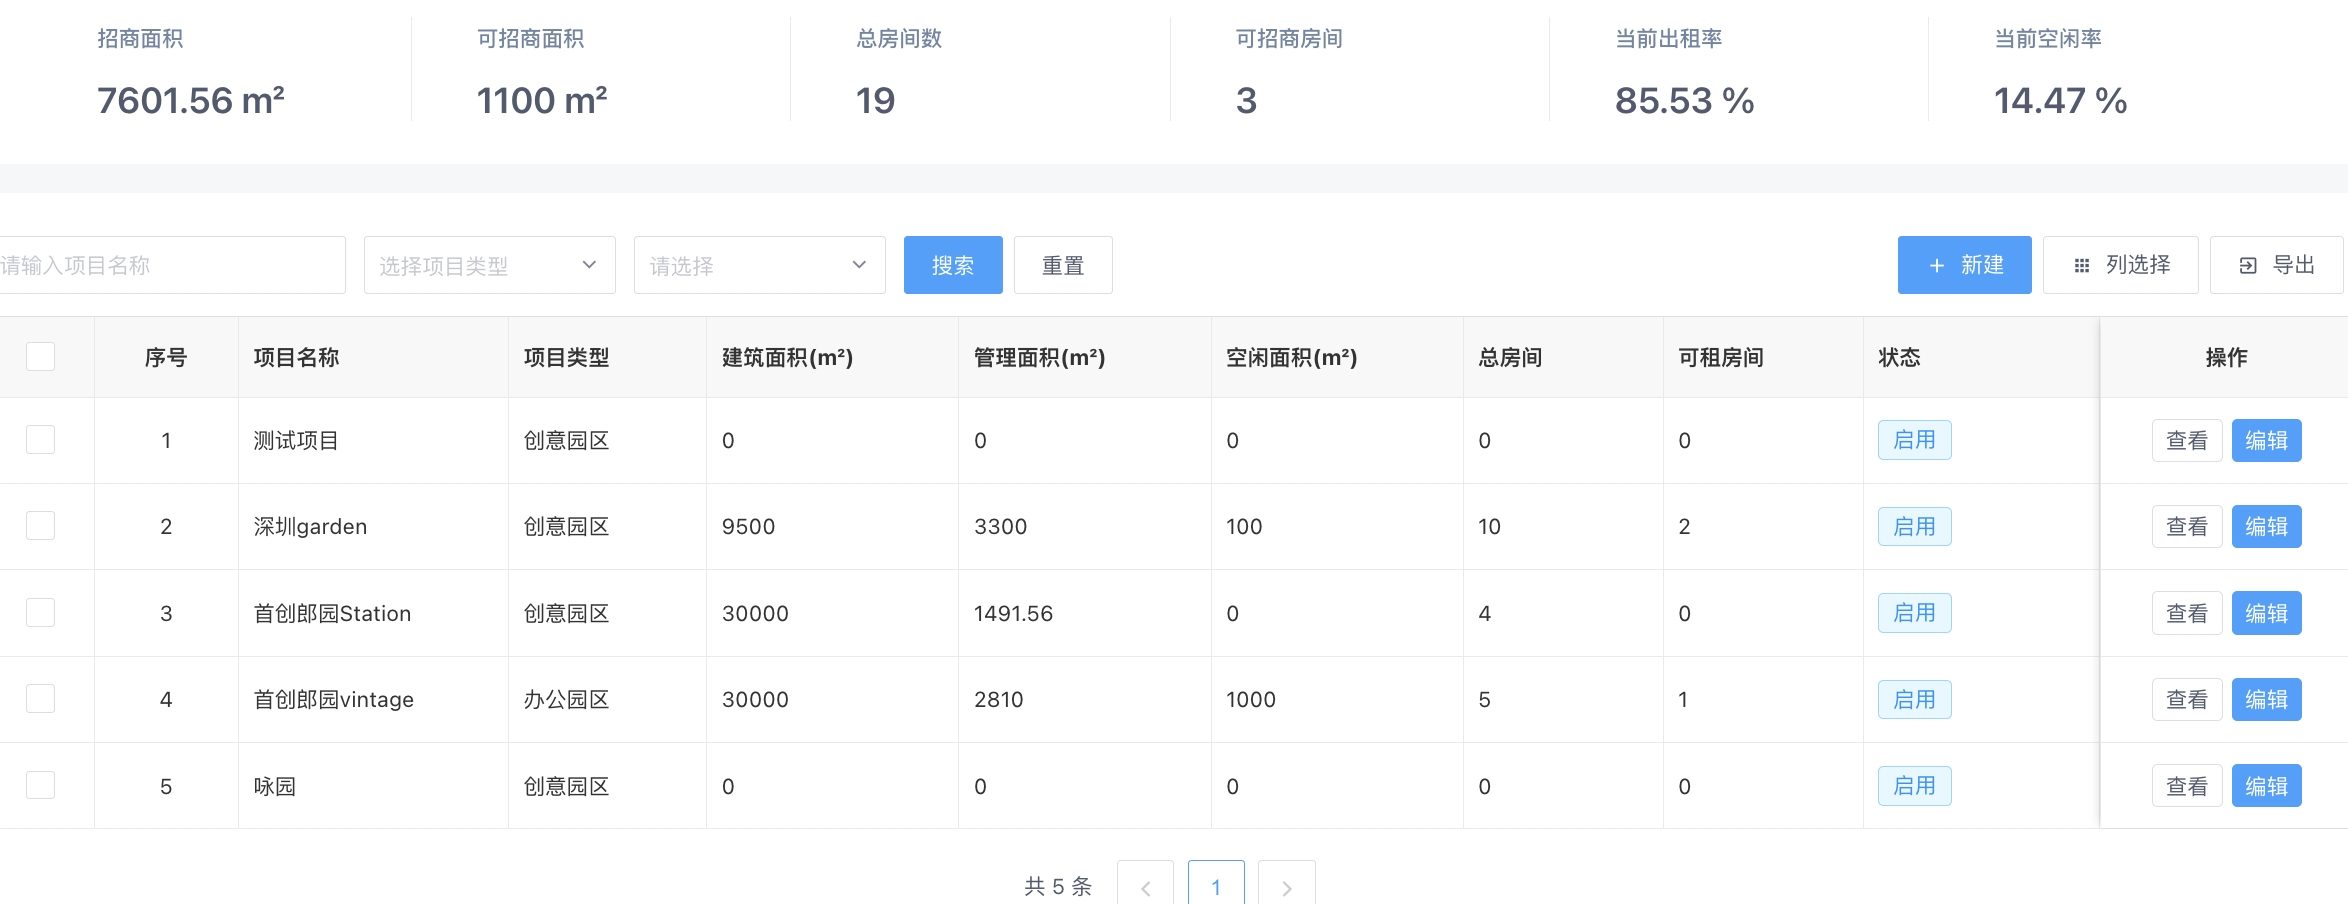 招商面积 可招商面积 总房间数 可招商房间 当前出租率 当前空闲率
7601.56 m² 1100 m² 19 3 85.53 % 14.47 %
请输入项目名称 选择项目类型 请选择 搜索 重置 + 新建 列选择 导出
序号 项目名称 项目类型 建筑面积(m²) 管理面积(m²) 空闲面积(m²) 总房间 可租房间 状态 操作
1 测试项目 创意园区 0 0 0 0 0 启用 查看 编辑
2 深圳garden 创意园区 9500 3300 100 10 2 启用 查看 编辑
3 首创郎园Station 创意园区 30000 1491.56 0 4 0 启用 查看 编辑
4 首创郎园vintage 办公园区 30000 2810 1000 5 1 启用 查看 编辑
5 咏园 创意园区 0 0 0 0 0 启用 查看 编辑
共 5 条 1